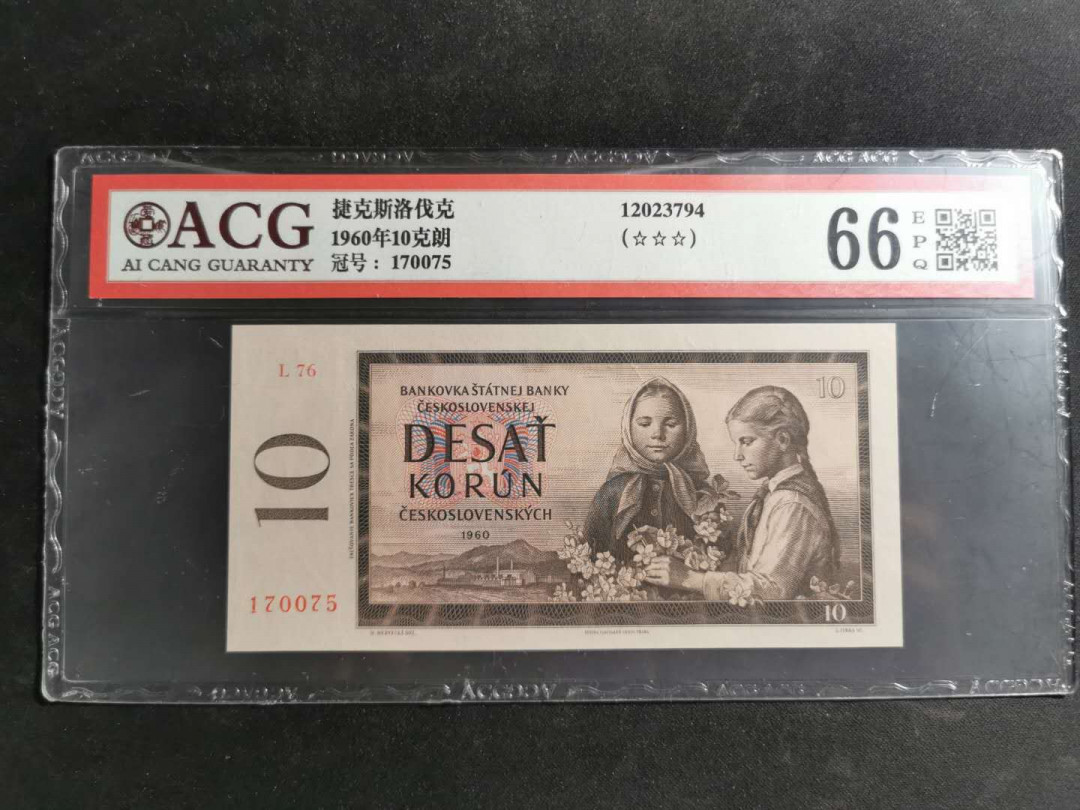 ACG
AI CANG GUARANTY
捷克斯洛伐克
1960年10克朗
冠号：170075
12023794
(☆☆☆)
66
E
P
Q
L 76
10
170075
BANKOVKA ŠTÁTNEJ BANKY
ČESKOSLOVENSKEJ
DESAŤ
KORÚN
ČESKOSLOVENSKÝCH
1960
10
10